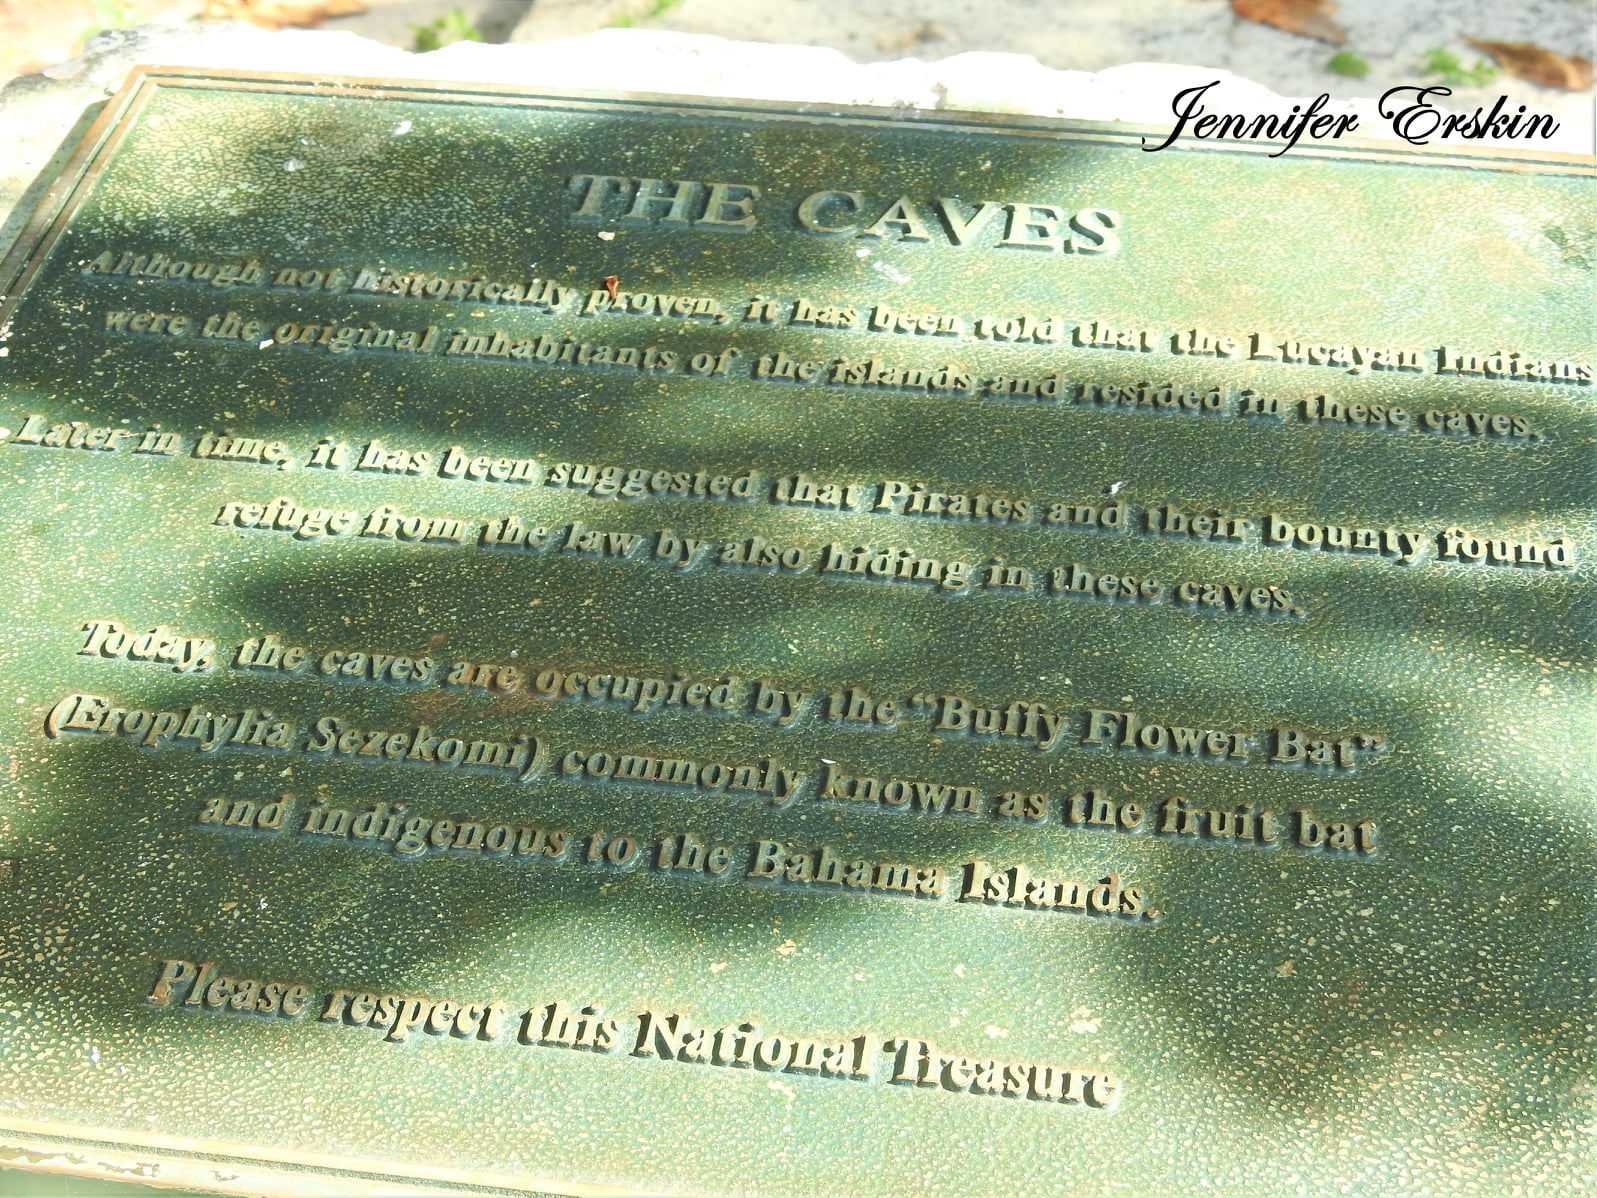 Jennifer Erskin
THE CAVES
Although not historically proven, it has been told that the Lucayan Indians
were the original inhabitants of the islands and resided in these caves.
Later in time, it has been suggested that Pirates and their bounty found
refuge from the law by also hiding in these caves.
Today, the caves are occupied by the “Buffy Flower Bat”
(Erophylia Sezekomi) commonly known as the fruit bat
and indigenous to the Bahama Islands.
Please respect this National Treasure